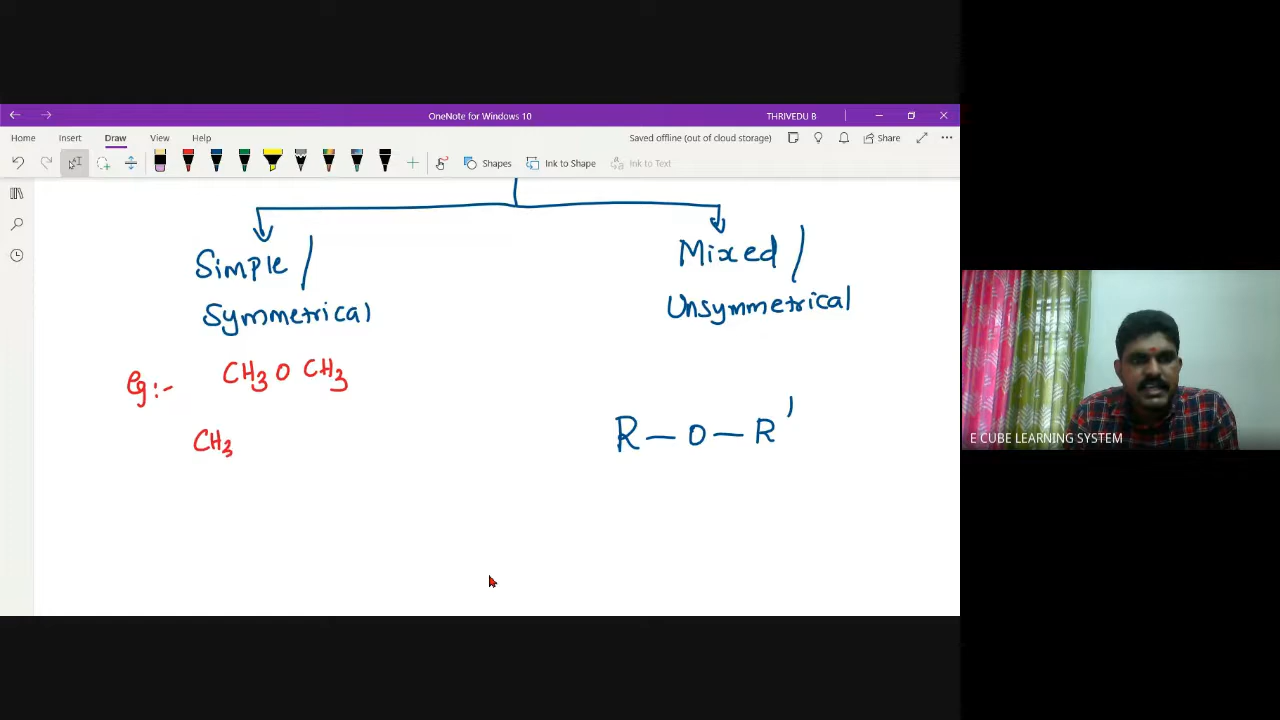 OneNote for Windows 10
THRIVEDU B
Home Insert Draw View Help
Saved offline (out of cloud storage)
Share
Shapes
Ink to Shape
Ink to Text
Simple /
Symmetrical
Mixed /
Unsymmetrical
Eg:- CH3 O CH3
CH3
R — O — R'
E CUBE LEARNING SYSTEM